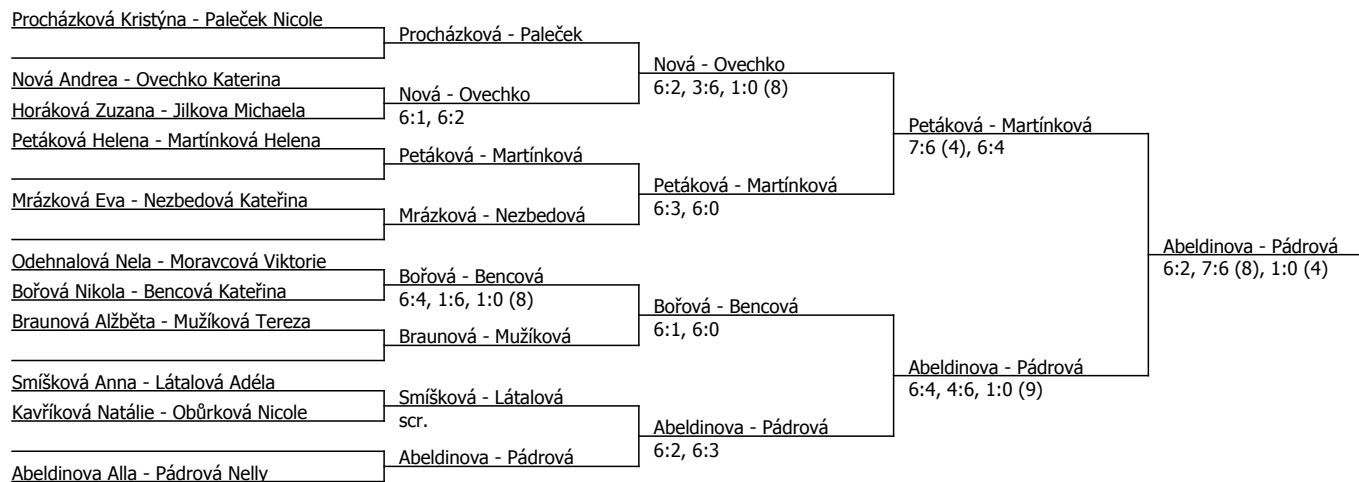 Procházková Kristýna - Paleček Nicole
Nová Andrea - Ovechko Katerina
Horáková Zuzana - Jilkova Michaela
Petáková Helena - Martínková Helena
Mrázková Eva - Nezbedová Kateřina
Odehnalová Nela - Moravcová Viktorie
Bořová Nikola - Bencová Kateřina
Braunová Alžběta - Mužíková Tereza
Smíšková Anna - Látalová Adéla
Kavříková Natálie - Obůrková Nicole
Abeldinova Alla - Pádrová Nelly
Procházková - Paleček
Nová - Ovechko
6:1, 6:2
Petáková - Martínková
Mrázková - Nezbedová
Bořová - Bencová
6:4, 1:6, 1:0 (8)
Braunová - Mužíková
Smíšková - Látalová
scr.
Abeldinova - Pádrová
Nová - Ovechko
6:2, 3:6, 1:0 (8)
Petáková - Martínková
6:3, 6:0
Bořová - Bencová
6:1, 6:0
Abeldinova - Pádrová
6:2, 6:3
Petáková - Martínková
7:6 (4), 6:4
Abeldinova - Pádrová
6:4, 4:6, 1:0 (9)
Abeldinova - Pádrová
6:2, 7:6 (8), 1:0 (4)